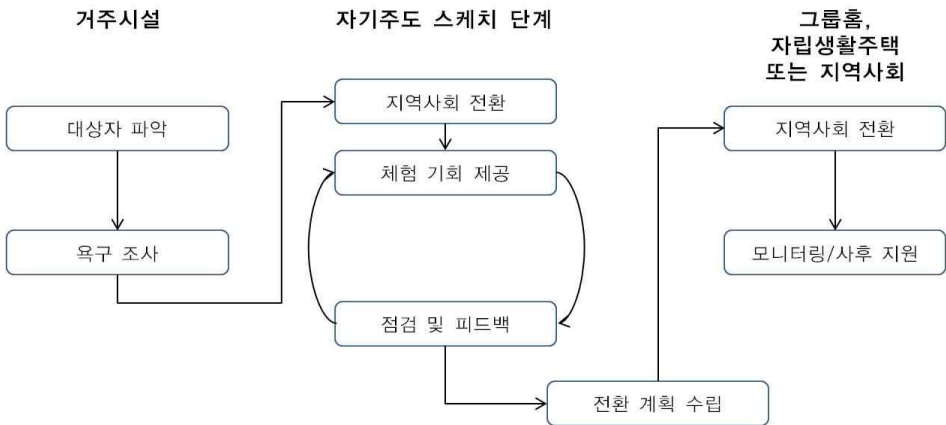 거주시설
대상자 파악
욕구 조사
자기주도 스케치 단계
지역사회 전환
체험 기회 제공
점검 및 피드백
전환 계획 수립
그룹홈,
자립생활주택
또는 지역사회
지역사회 전환
모니터링/사후 지원